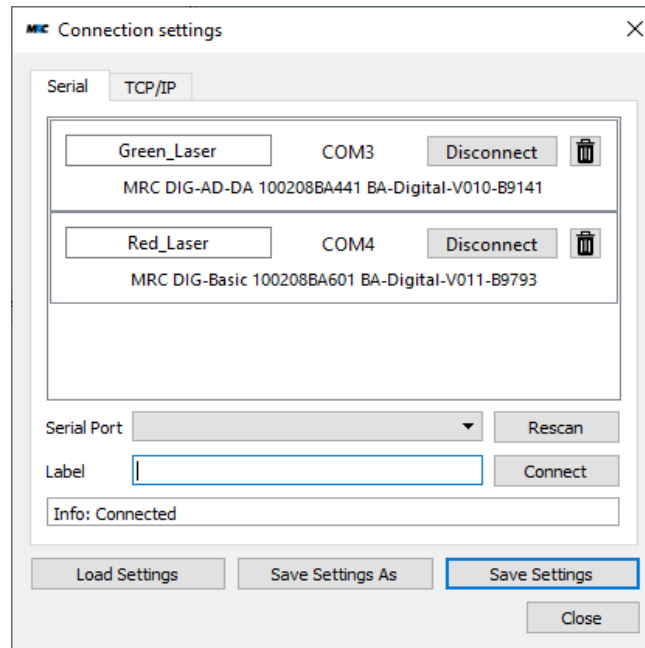 MRC Connection settings
Serial TCP/IP
Green_Laser COM3 Disconnect
MRC DIG-AD-DA 100208BA441 BA-Digital-V010-B9141
Red_Laser COM4 Disconnect
MRC DIG-Basic 100208BA601 BA-Digital-V011-B9793
Serial Port Rescan
Label Connect
Info: Connected
Load Settings Save Settings As Save Settings
Close